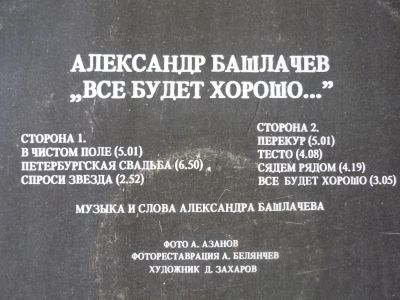 АЛЕКСАНДР БАШЛАЧЕВ
„ВСЕ БУДЕТ ХОРОШО...”
СТОРОНА 1.
В ЧИСТОМ ПОЛЕ (5.01)
ПЕТЕРБУРГСКАЯ СВАДЬБА (6.50)
СПРОСИ ЗВЕЗДА (2.52)
СТОРОНА 2.
ПЕРЕКУР (5.01)
ТЕСТО (4.08)
СЯДЕМ РЯДОМ (4.19)
ВСЕ БУДЕТ ХОРОШО (3.05)
МУЗЫКА И СЛОВА АЛЕКСАНДРА БАШЛАЧЕВА
ФОТО А. АЗАНОВ
ФОТОРЕСТАВРАЦИЯ А. БЕЛЯНЧЕВ
ХУДОЖНИК Д. ЗАХАРОВ